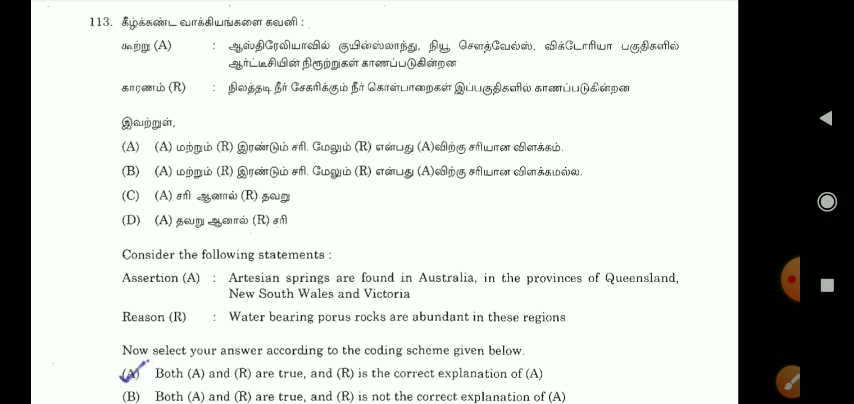 113. கீழ்க்கண்ட வாக்கியங்களை கவனி :
கூற்று (A) : ஆஸ்திரேலியாவில் குயின்ஸ்லாந்து, நியூ சௌத்வேல்ஸ், விக்டோரியா பகுதிகளில்
ஆர்ட்டீசியின் நிரூற்றுகள் காணப்படுகின்றன
காரணம் (R) : நிலத்தடி நீர் சேகரிக்கும் நீர் கொள்பாறைகள் இப்பகுதிகளில் காணப்படுகின்றன
இவற்றுள்,
(A) (A) மற்றும் (R) இரண்டும் சரி. மேலும் (R) என்பது (A)விற்கு சரியான விளக்கம்.
(B) (A) மற்றும் (R) இரண்டும் சரி. மேலும் (R) என்பது (A)விற்கு சரியான விளக்கமல்ல.
(C) (A) சரி ஆனால் (R) தவறு
(D) (A) தவறு ஆனால் (R) சரி
Consider the following statements :
Assertion (A) : Artesian springs are found in Australia, in the provinces of Queensland,
New South Wales and Victoria
Reason (R) : Water bearing porus rocks are abundant in these regions
Now select your answer according to the coding scheme given below.
(A) Both (A) and (R) are true, and (R) is the correct explanation of (A)
(B) Both (A) and (R) are true, and (R) is not the correct explanation of (A)